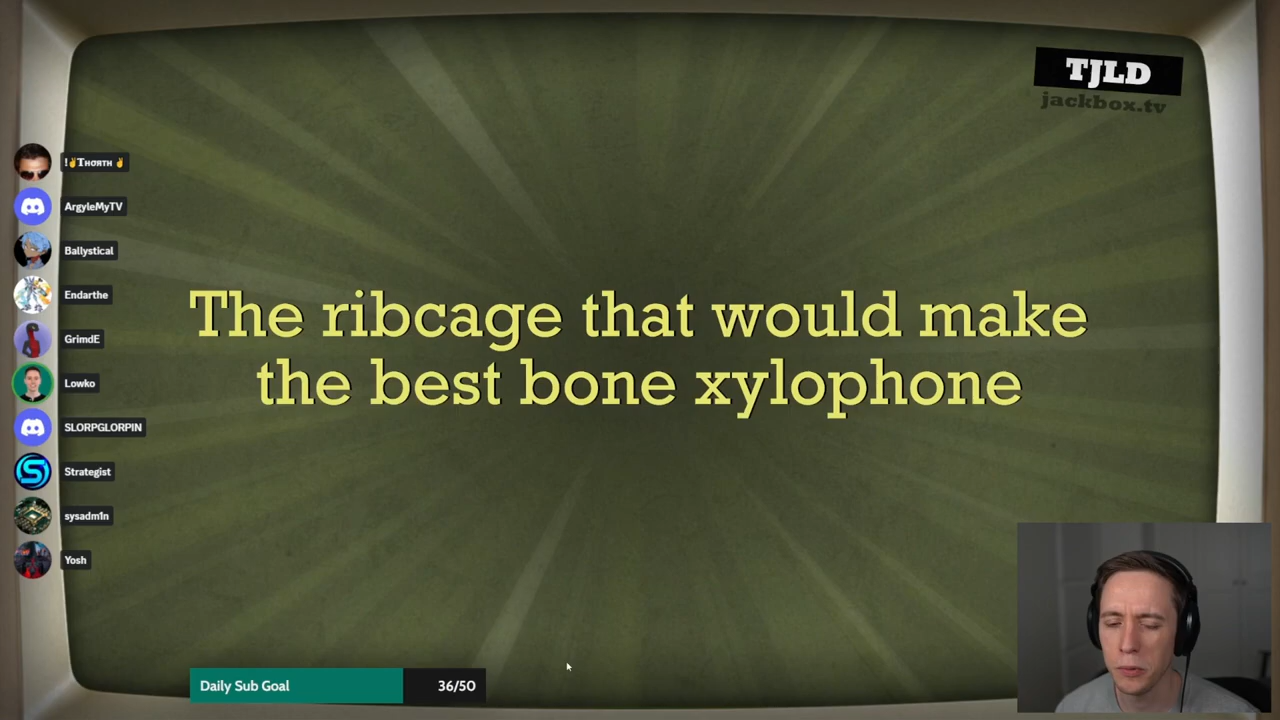 TJLD
jackbox.tv
!✌Tʜσʀтʜ ✌
ArgyleMyTV
Ballystical
Endarthe
GrimdE
Lowko
SLORPGLORPIN
Strategist
sysadm1n
Yosh
The ribcage that would make
the best bone xylophone
Daily Sub Goal 36/50